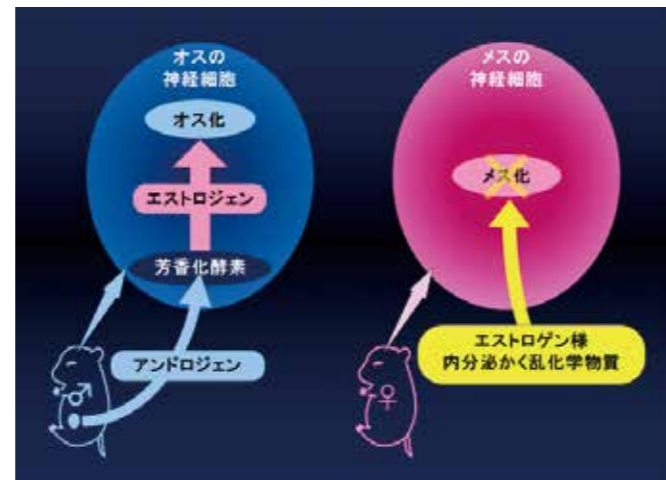 オスの
神経細胞
オス化
エストロジェン
芳香化酵素
アンドロジェン
♂
メスの
神経細胞
メス化
エストロゲン様
内分泌かく乱化学物質
♀